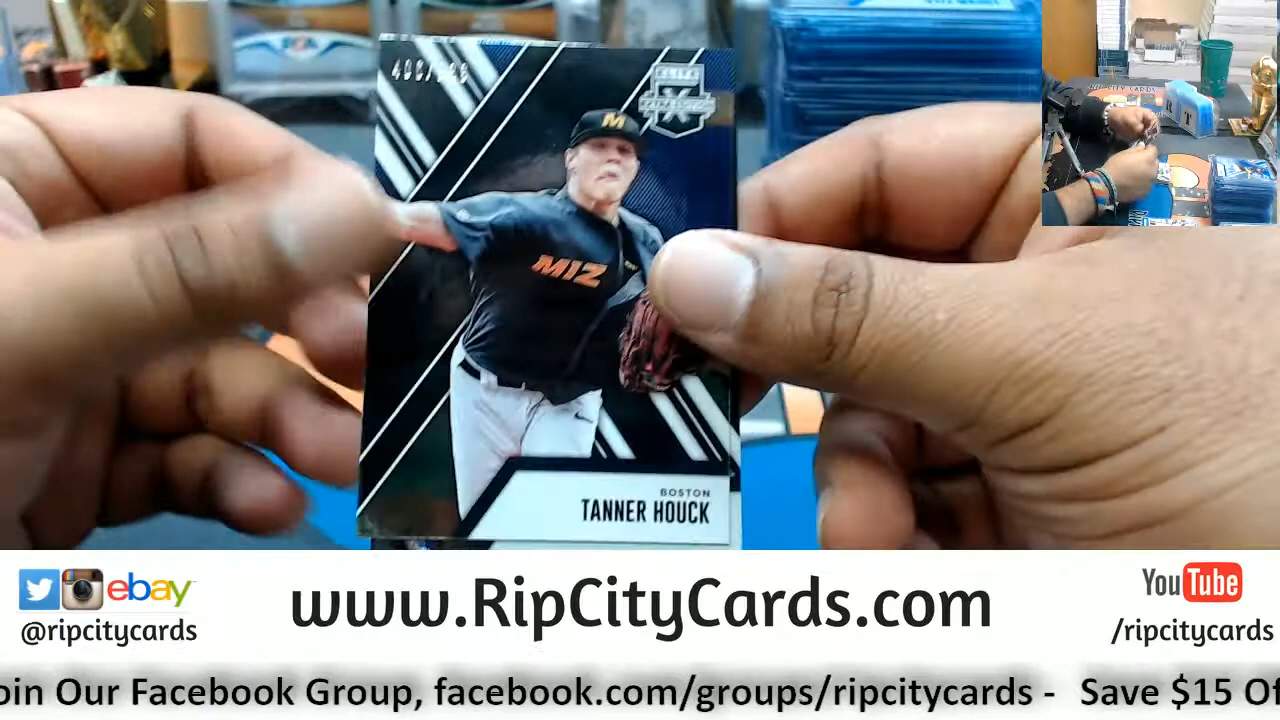 ELITE
X
M
MIZ
BOSTON
TANNER HOUCK
ebay
@ripcitycards
www.RipCityCards.com
YouTube
/ripcitycards
oin Our Facebook Group, facebook.com/groups/ripcitycards - Save $15 Of